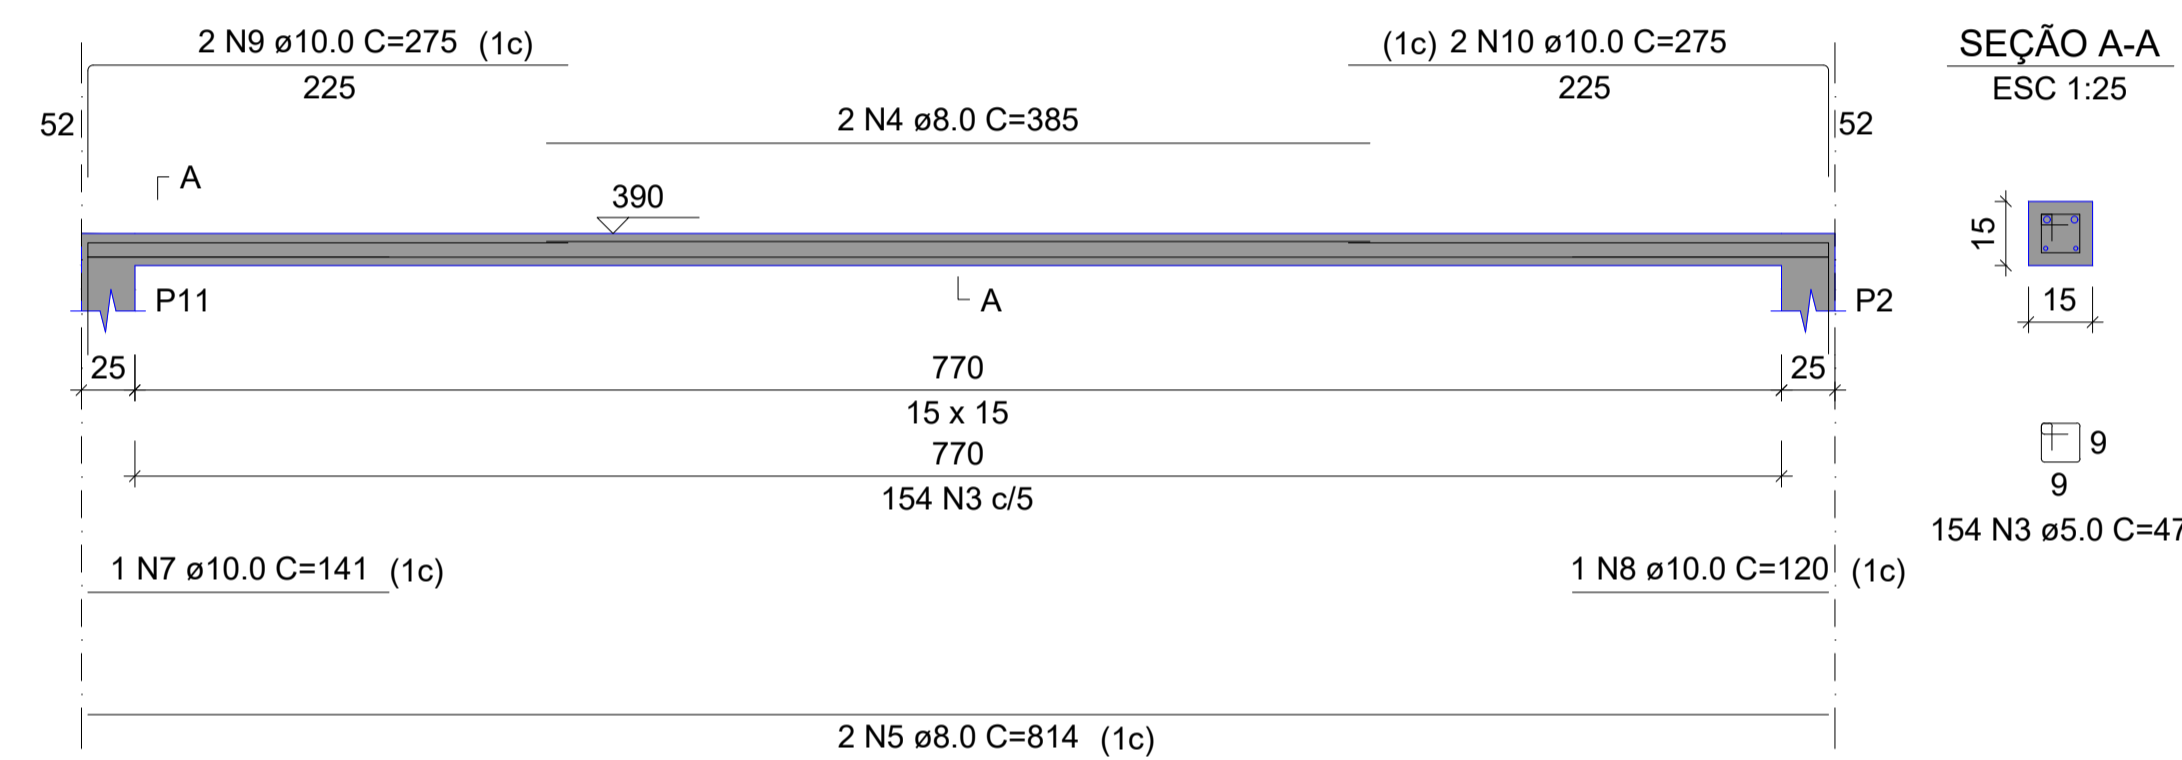 2 N9 ø10.0 C=275 (1c)
225
52
(1c) 2 N10 ø10.0 C=275
225
52
2 N4 ø8.0 C=385
A
390
A
P11
P2
25
770
25
15 x 15
770
154 N3 c/5
1 N7 ø10.0 C=141 (1c)
1 N8 ø10.0 C=120 (1c)
2 N5 ø8.0 C=814 (1c)
SEÇÃO A-A
ESC 1:25
15
15
9
9
154 N3 ø5.0 C=47